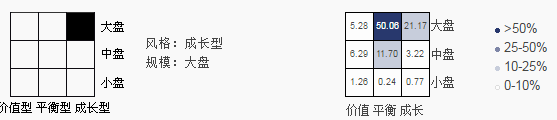 大盘
中盘
小盘
价值型 平衡型 成长型
风格：成长型
规模：大盘
5.28 50.06 21.17 大盘
6.29 11.70 3.22 中盘
1.26 0.24 0.77 小盘
价值 平衡 成长
>50%
25-50%
10-25%
0-10%